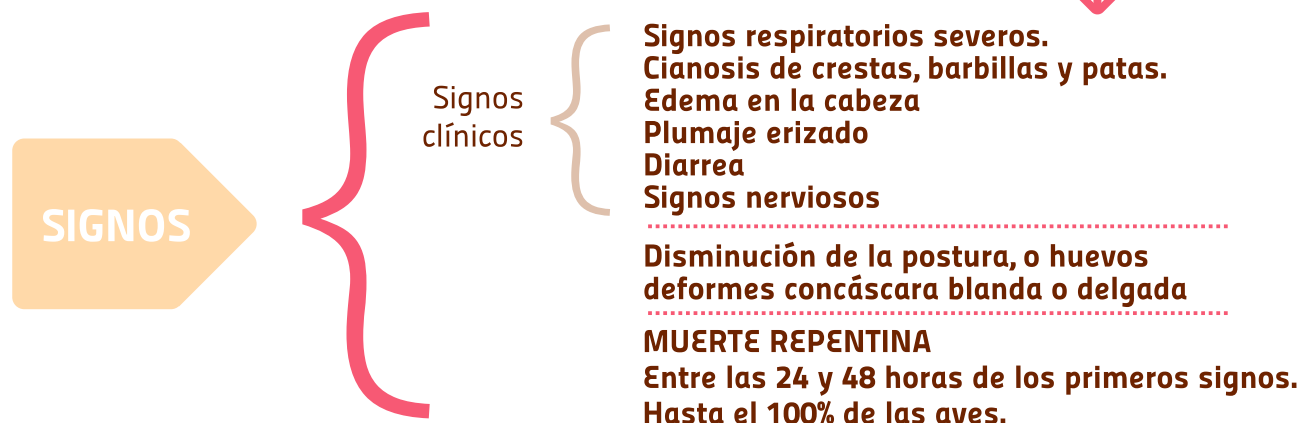 SIGNOS
Signos
clínicos
Signos respiratorios severos.
Cianosis de crestas, barbillas y patas.
Edema en la cabeza
Plumaje erizado
Diarrea
Signos nerviosos
Disminución de la postura, o huevos
deformes concáscara blanda o delgada
MUERTE REPENTINA
Entre las 24 y 48 horas de los primeros signos.
Hasta el 100% de las aves.